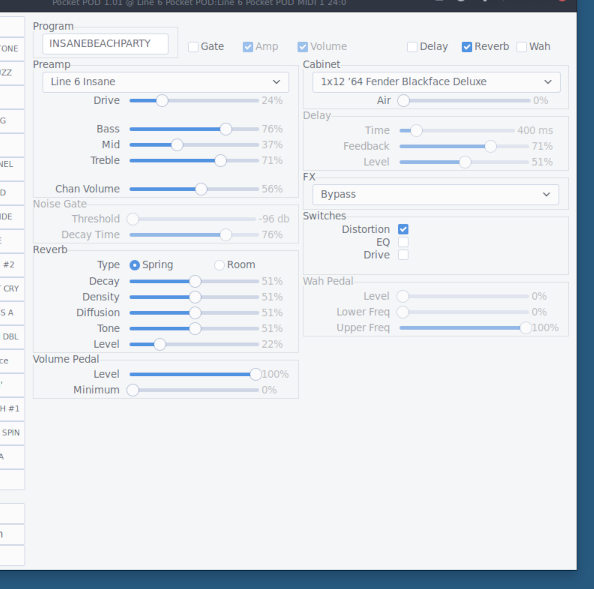 Pocket POD 1.01 @ Line 6 Pocket POD:Line 6 Pocket POD MIDI 1 24:0
TONE
UZZ
G
NEL
D
IDE
E
#2
CRY
S A
DBL
ce
H #1
SPIN
A
n
Program
INSANEBEACHPARTY
Gate Amp Volume
Preamp
Line 6 Insane
Drive 24%
Bass 76%
Mid 37%
Treble 71%
Chan Volume 56%
Noise Gate
Threshold -96 db
Decay Time 76%
Reverb
Type Spring Room
Decay 51%
Density 51%
Diffusion 51%
Tone 51%
Level 22%
Volume Pedal
Level 100%
Minimum 0%
Delay Reverb Wah
Cabinet
1x12 '64 Fender Blackface Deluxe
Air 0%
Delay
Time 400 ms
Feedback 71%
Level 51%
FX
Bypass
Switches
Distortion
EQ
Drive
Wah Pedal
Level 0%
Lower Freq 0%
Upper Freq 100%